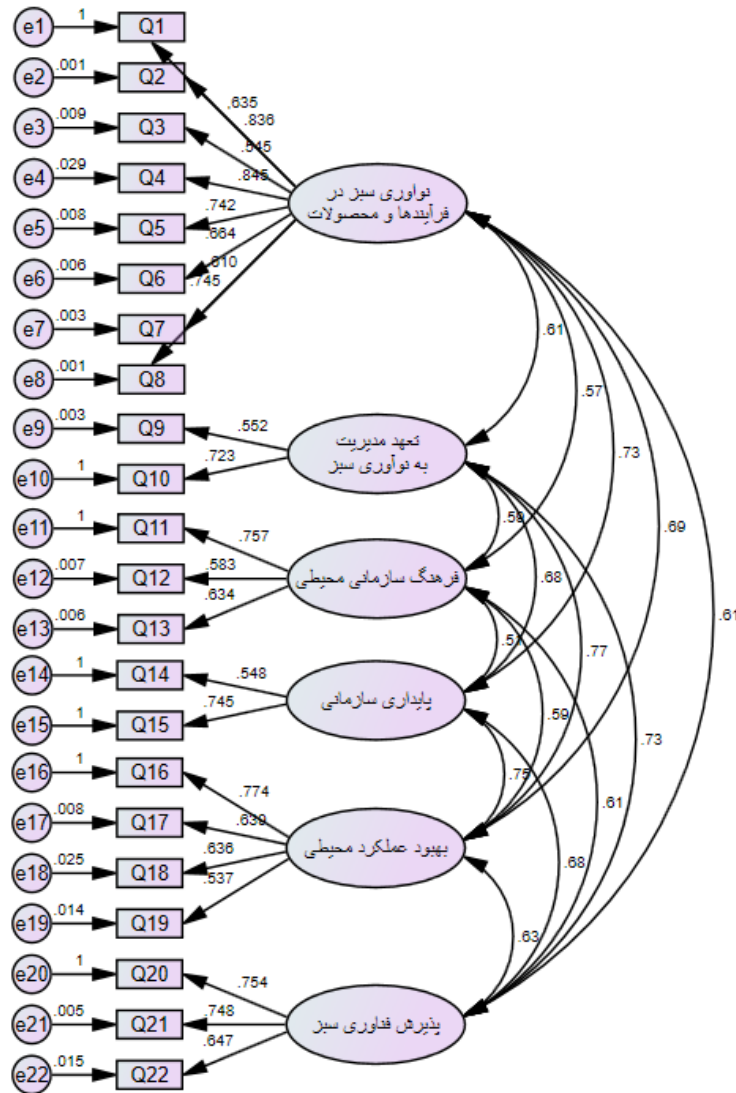 e1 1 Q1
e2 .001 Q2
e3 .009 Q3
e4 .029 Q4
e5 .008 Q5
e6 .006 Q6
e7 .003 Q7
e8 .001 Q8
e9 .003 Q9
e10 1 Q10
e11 1 Q11
e12 .007 Q12
e13 .006 Q13
e14 1 Q14
e15 1 Q15
e16 1 Q16
e17 .008 Q17
e18 .025 Q18
e19 .014 Q19
e20 1 Q20
e21 .005 Q21
e22 .015 Q22
.635
.836
.545
.845
.742
.664
.610
.745
.552
.723
.757
.583
.634
.548
.745
.774
.639
.636
.537
.754
.748
.647
نوآوری سبز در
فرآیندها و محصولات
تعهد مدیریت
به نوآوری سبز
فرهنگ سازمانی محیطی
پایداری سازمانی
بهبود عملکرد محیطی
پذیرش فناوری سبز
.61
.57
.73
.69
.61
.59
.68
.77
.73
.51
.59
.61
.75
.68
.63